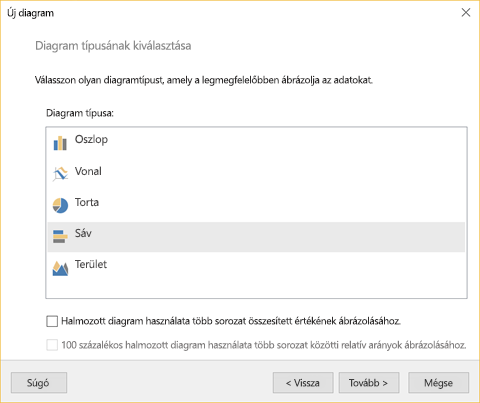 Új diagram
Diagram típusának kiválasztása
Válasszon olyan diagramtípust, amely a legmegfelelőbben ábrázolja az adatokat.
Diagram típusa:
Oszlop
Vonal
Torta
Sáv
Terület
Halmozott diagram használata több sorozat összesített értékének ábrázolásához.
100 százalékos halmozott diagram használata több sorozat közötti relatív arányok ábrázolásához.
Súgó
< Vissza
Tovább >
Mégse